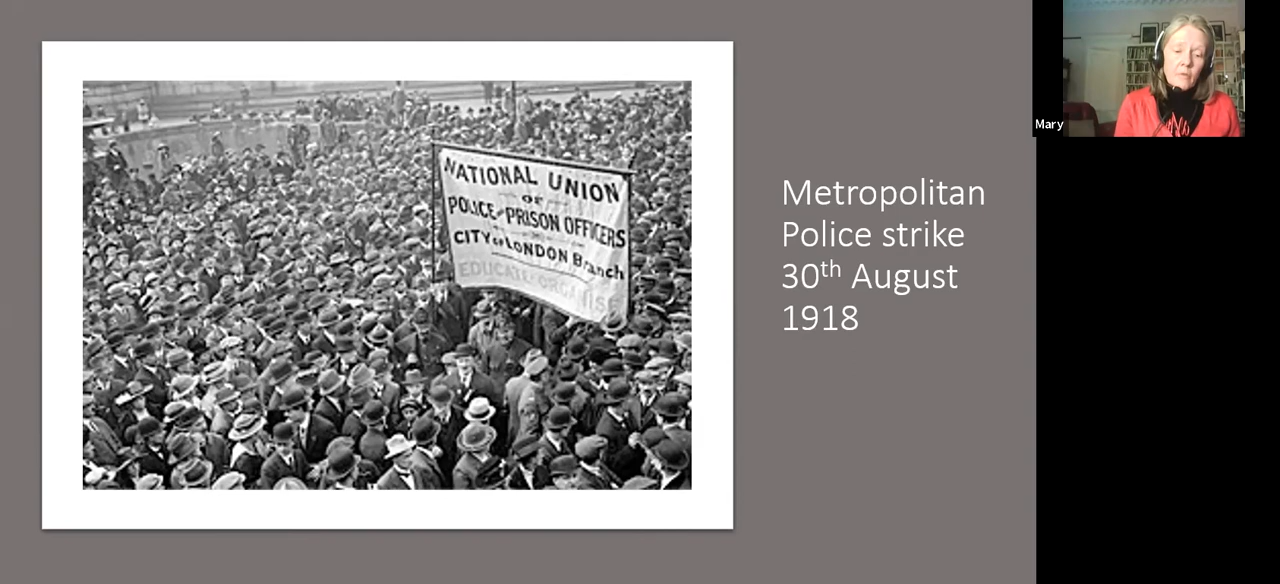 NATIONAL UNION
OF
POLICE AND PRISON OFFICERS
CITY OF LONDON Branch
EDUCATE ORGANISE
Metropolitan
Police strike
30th August
1918
Mary